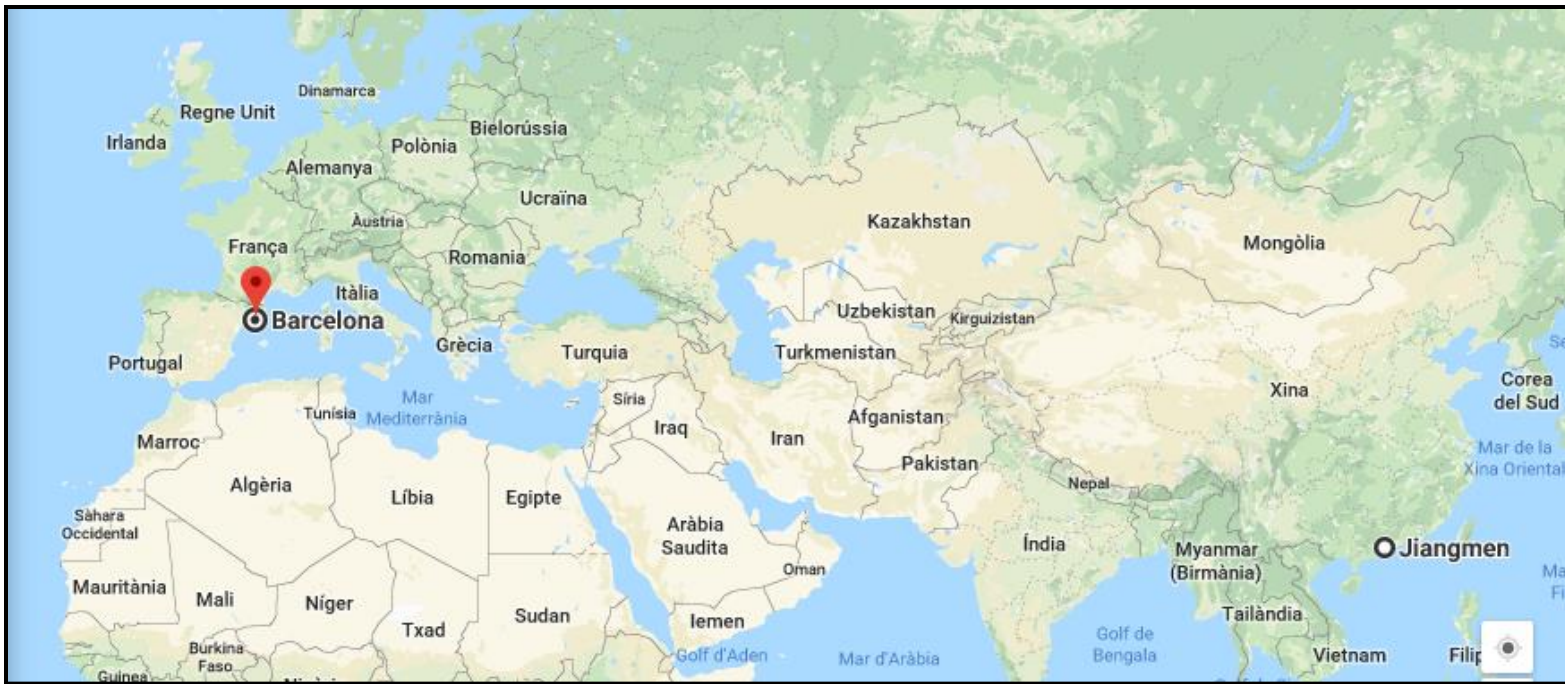 Dinamarca
Regne Unit
Irlanda
Bielorússia
Polònia
Alemanya
Ucraïna
Àustria
França
Romania
Kazakhstan
Mongòlia
Itàlia
Barcelona
Uzbekistan
Kirguizistan
Grècia
Turquia
Turkmenistan
Portugal
Xina
Corea
del Sud
Mar
Mediterrània
Tunísia
Síria
Iraq
Iran
Afganistan
Marroc
Pakistan
Mar de la
Xina Oriental
Algèria
Líbia
Egipte
Nepal
Sàhara
Occidental
Aràbia
Saudita
Índia
Myanmar
(Birmània)
Jiangmen
Oman
Mauritània
Mali
Níger
Sudan
Iemen
Txad
Tailàndia
Burkina
Faso
Golf d'Aden
Mar d'Aràbia
Golf de
Bengala
Vietnam
Filip
Guinea